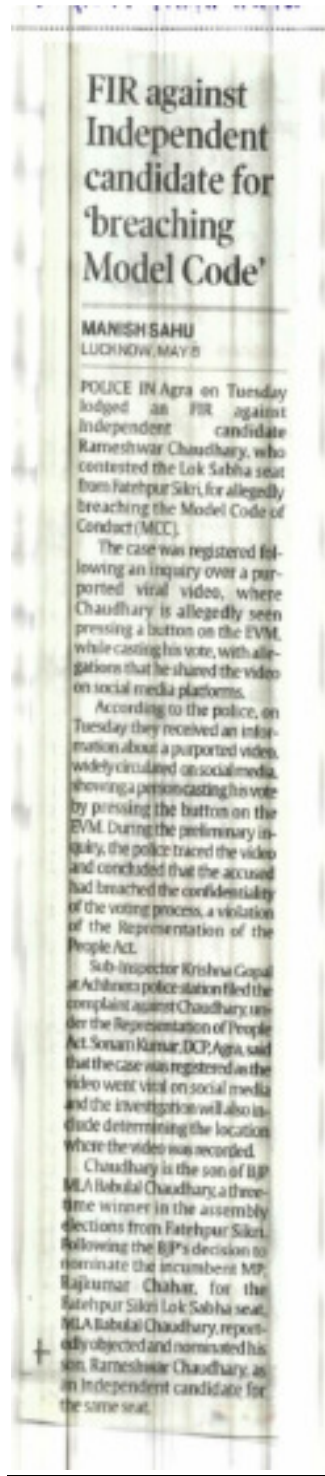 FIR against
Independent
candidate for
‘breaching
Model Code’
MANISH SAHU
LUCKNOW, MAY 8
POLICE IN Agra on Tuesday
lodged an FIR against
Independent candidate
Rameshwar Chaudhary, who
contested the Lok Sabha seat
from Fatehpur Sikri, for allegedly
breaching the Model Code of
Conduct (MCC).
The case was registered fol-
lowing an inquiry over a pur-
ported viral video, where
Chaudhary is allegedly seen
pressing a button on the EVM,
while casting his vote, with alle-
gations that he shared the video
on social media platforms.
According to the police, on
Tuesday they received an infor-
mation about a purported video,
widely circulated on social media,
showing a person casting his vote
by pressing the button on the
EVM. During the preliminary in-
quiry, the police traced the video
and concluded that the accused
had breached the confidentiality
of the voting process, a violation
of the Representation of the
People Act.
Sub-Inspector Krishna Gopal
at Achhnera police station filed the
complaint against Chaudhary, un-
der the Representation of People
Act. Sonam Kumar, DCP, Agra, said
that the case was registered as the
video went viral on social media
and the investigation will also in-
clude determining the location
where the video was recorded.
Chaudhary is the son of BJP
MLA Babulal Chaudhary, a three-
time winner in the assembly
elections from Fatehpur Sikri.
Following the BJP's decision to
nominate the incumbent MP,
Rajkumar Chahar, for the
Fatehpur Sikri Lok Sabha seat,
MLA Babulal Chaudhary, report-
edly objected and nominated his
son, Rameshwar Chaudhary, as
an Independent candidate for
the same seat.